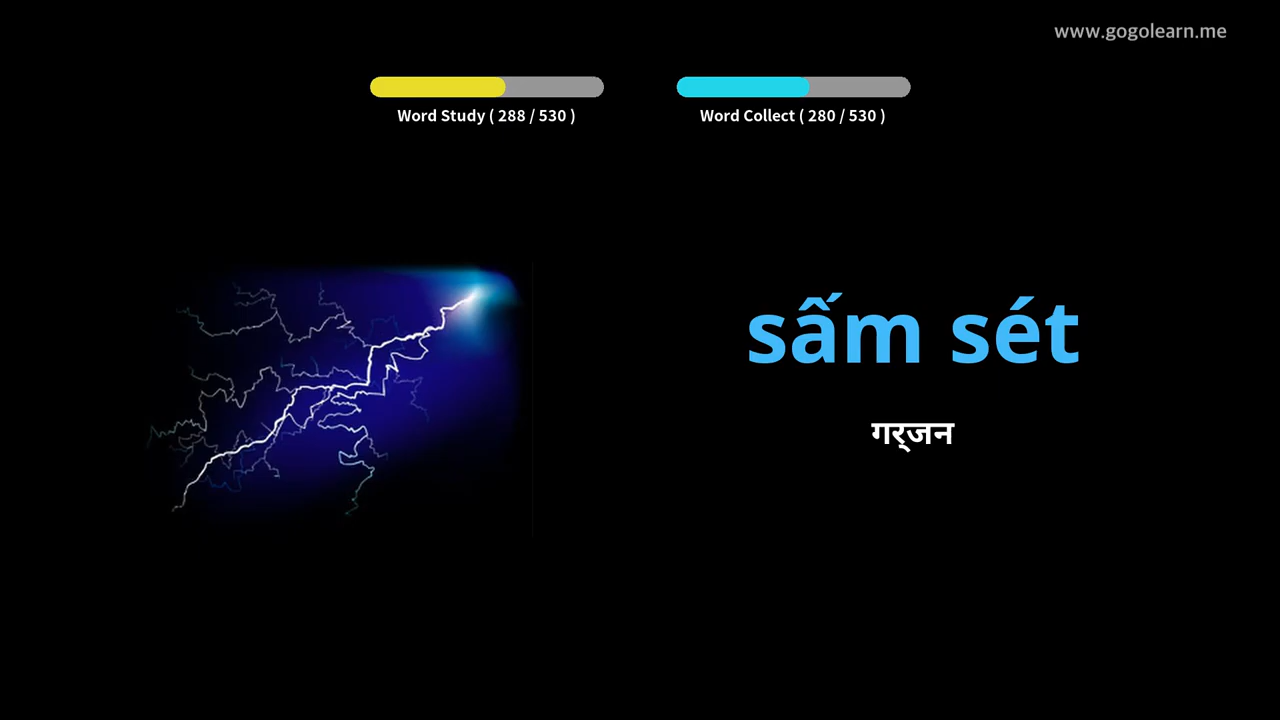 www.gogolearn.me
Word Study ( 288 / 530 )
Word Collect ( 280 / 530 )
sấm sét
गर्‌जन